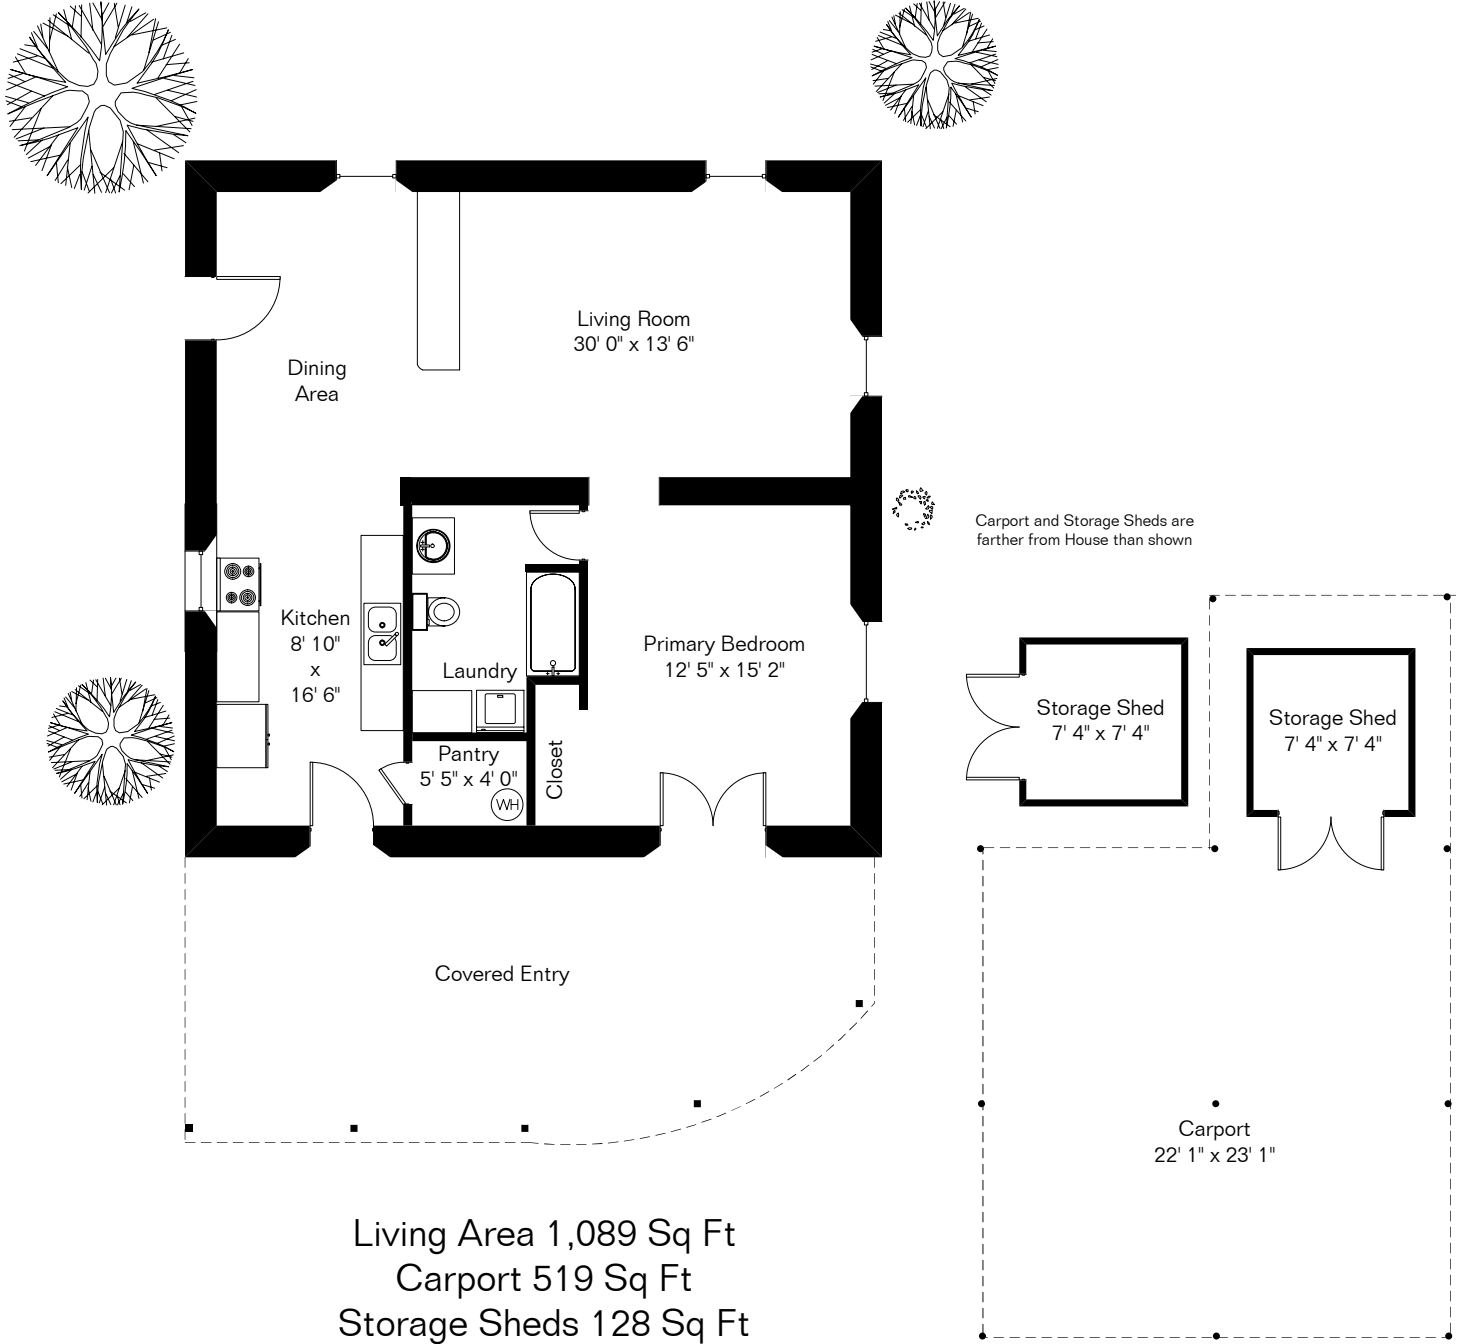 Living Room
30' 0" x 13' 6"
Dining
Area
Carport and Storage Sheds are
farther from House than shown
Kitchen
8' 10"
x
16' 6"
Primary Bedroom
12' 5" x 15' 2"
Laundry
Storage Shed
7' 4" x 7' 4"
Storage Shed
7' 4" x 7' 4"
Pantry
5' 5" x 4' 0"
WH
Closet
Covered Entry
Carport
22' 1" x 23' 1"
Living Area 1,089 Sq Ft
Carport 519 Sq Ft
Storage Sheds 128 Sq Ft